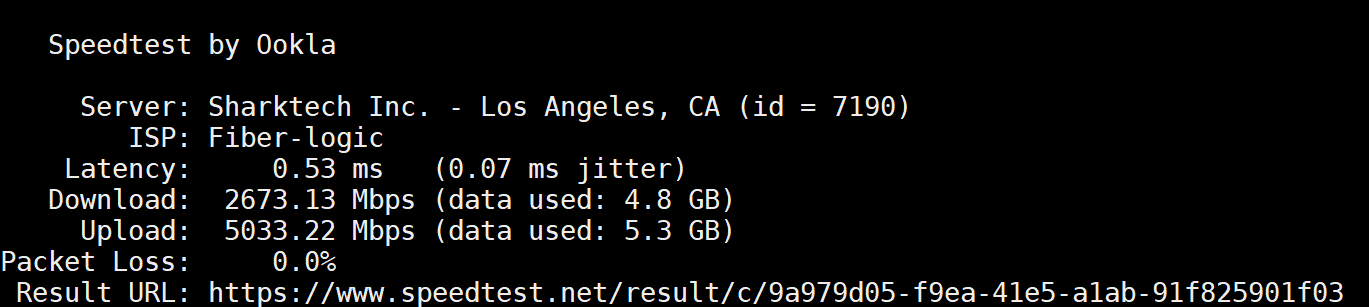 Speedtest by Ookla
Server: Sharktech Inc. - Los Angeles, CA (id = 7190)
ISP: Fiber-logic
Latency: 0.53 ms (0.07 ms jitter)
Download: 2673.13 Mbps (data used: 4.8 GB)
Upload: 5033.22 Mbps (data used: 5.3 GB)
Packet Loss: 0.0%
Result URL: https://www.speedtest.net/result/c/9a979d05-f9ea-41e5-a1ab-91f825901f03